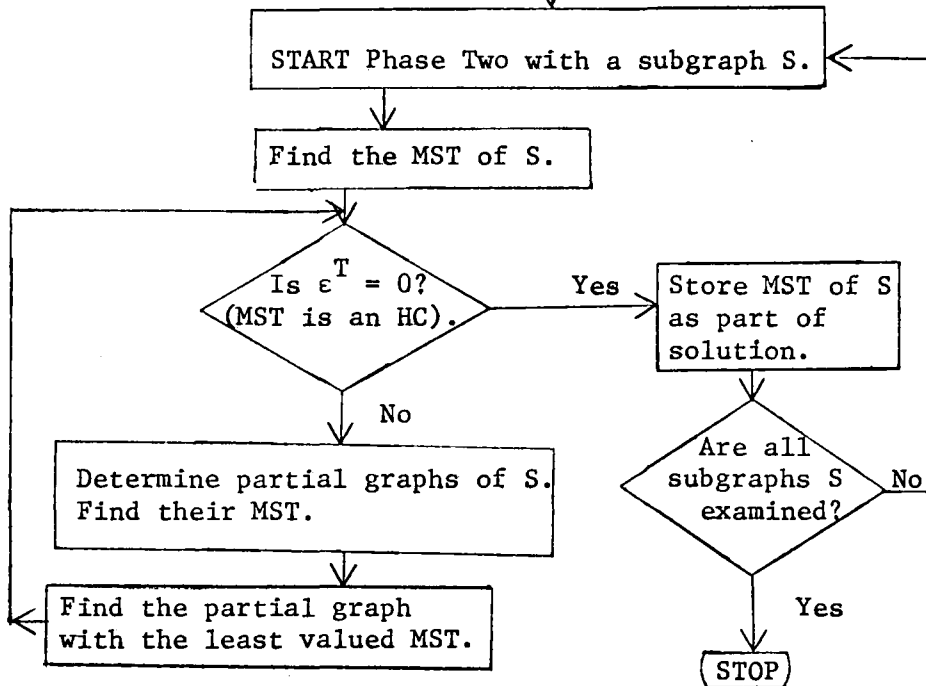 START Phase Two with a subgraph S.
Find the MST of S.
Is ε^T = 0?
(MST is an HC).
Yes
Store MST of S
as part of
solution.
No
Determine partial graphs of S.
Find their MST.
Are all
subgraphs S
examined?
No
Find the partial graph
with the least valued MST.
Yes
STOP